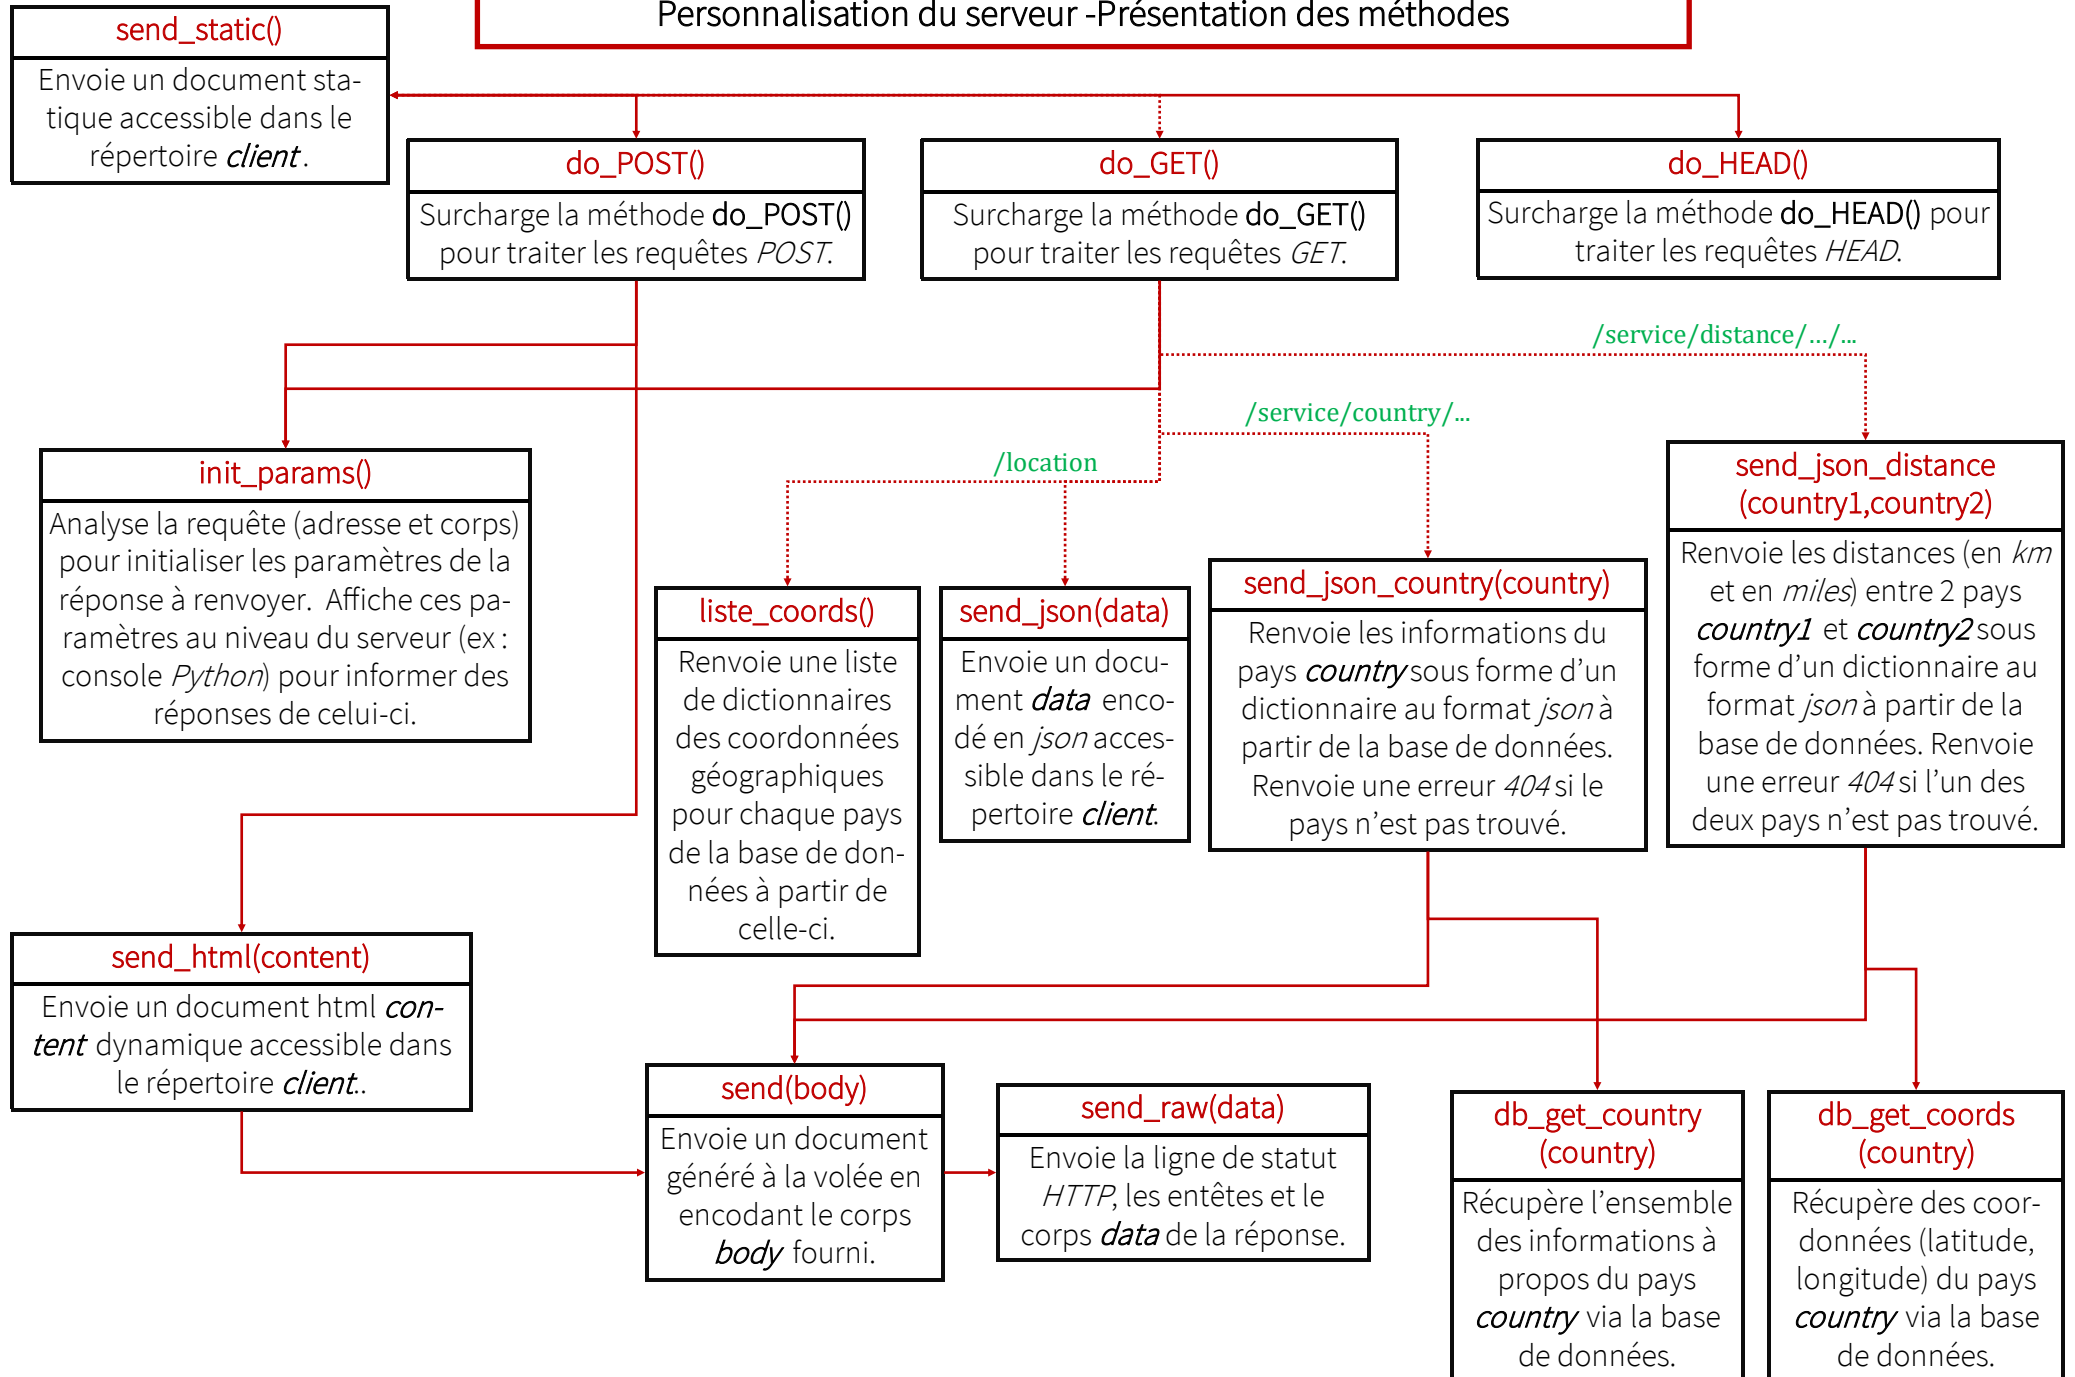 Personnalisation du serveur -Présentation des méthodes
send_static()
Envoie un document sta-
tique accessible dans le
répertoire client.
do_POST()
Surcharge la méthode do_POST()
pour traiter les requêtes POST.
do_GET()
Surcharge la méthode do_GET()
pour traiter les requêtes GET.
do_HEAD()
Surcharge la méthode do_HEAD() pour
traiter les requêtes HEAD.
/service/distance/.../...
/service/country/...
/location
init_params()
Analyse la requête (adresse et corps)
pour initialiser les paramètres de la
réponse à renvoyer. Affiche ces pa-
ramètres au niveau du serveur (ex :
console Python) pour informer des
réponses de celui-ci.
liste_coords()
Renvoie une liste
de dictionnaires
des coordonnées
géographiques
pour chaque pays
de la base de don-
nées à partir de
celle-ci.
send_json(data)
Envoie un docu-
ment data enco-
dé en json acces-
sible dans le ré-
pertoire client.
send_json_country(country)
Renvoie les informations du
pays country sous forme d'un
dictionnaire au format json à
partir de la base de données.
Renvoie une erreur 404 si le
pays n'est pas trouvé.
send_json_distance
(country1,country2)
Renvoie les distances (en km
et en miles) entre 2 pays
country1 et country2 sous
forme d'un dictionnaire au
format json à partir de la
base de données. Renvoie
une erreur 404 si l'un des
deux pays n'est pas trouvé.
send_html(content)
Envoie un document html con-
tent dynamique accessible dans
le répertoire client..
send(body)
Envoie un document
généré à la volée en
encodant le corps
body fourni.
send_raw(data)
Envoie la ligne de statut
HTTP, les entêtes et le
corps data de la réponse.
db_get_country
(country)
Récupère l'ensemble
des informations à
propos du pays
country via la base
de données.
db_get_coords
(country)
Récupère des coor-
données (latitude,
longitude) du pays
country via la base
de données.